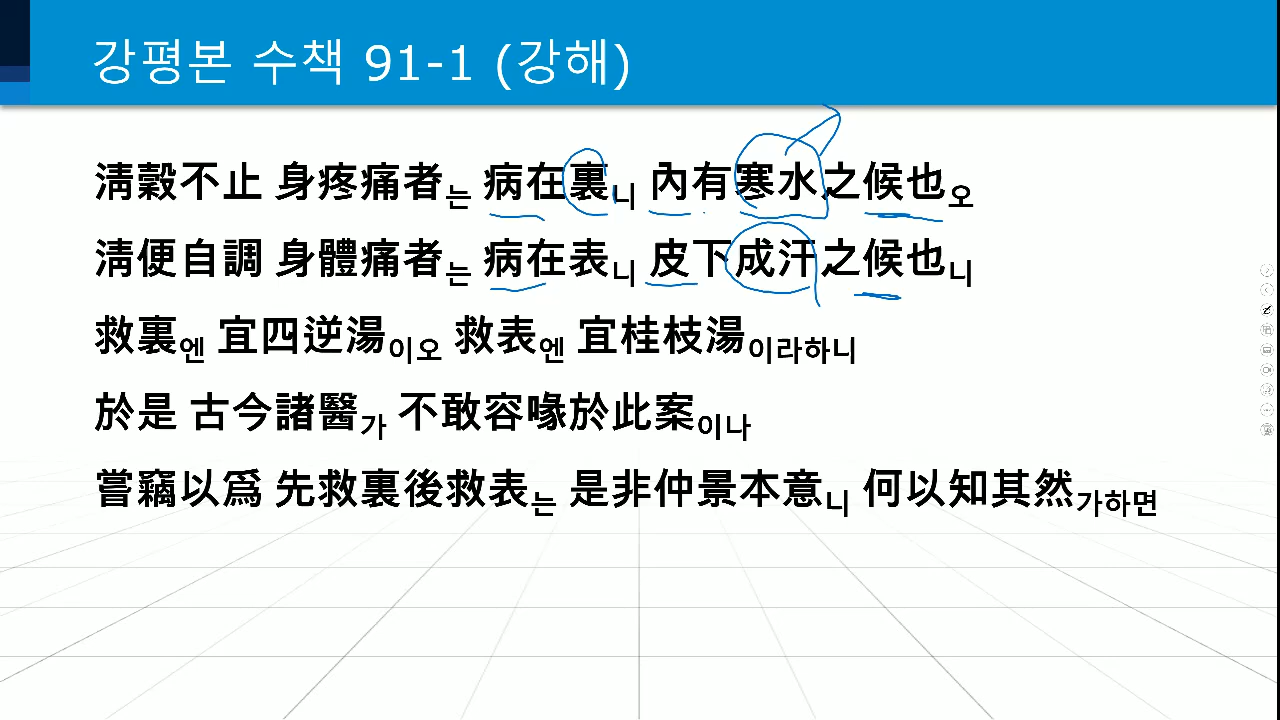 강평본 수책 91-1 (강해)
淸穀不止 身疼痛者는 病在裏니 內有寒水之候也오
淸便自調 身體痛者는 病在表니 皮下成汗之候也니
救裏엔 宜四逆湯이오 救表엔 宜桂枝湯이라하니
於是 古今諸醫가 不敢容喙於此案이나
嘗竊以爲 先救裏後救表는 是非仲景本意니 何以知其然가하면